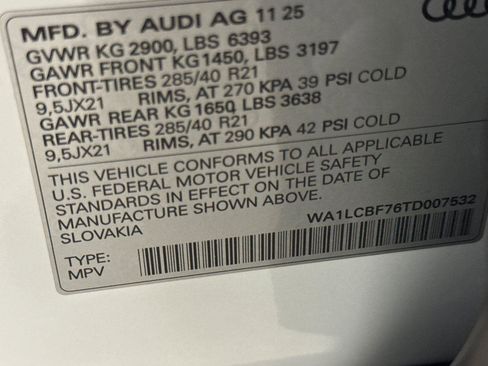 MFD. BY AUDI AG 11 25
GVWR KG 2900, LBS 6393
GAWR FRONT KG1450, LBS 3197
FRONT-TIRES 285/40 R21
9,5JX21 RIMS, AT 270 KPA 39 PSI COLD
GAWR REAR KG 1650 LBS 3638
REAR-TIRES 285/40 R21
9,5JX21 RIMS, AT 290 KPA 42 PSI COLD
THIS VEHICLE CONFORMS TO ALL APPLICABLE
U.S. FEDERAL MOTOR VEHICLE SAFETY
STANDARDS IN EFFECT ON THE DATE OF
MANUFACTURE SHOWN ABOVE.
SLOVAKIA
WA1LCBF76TD007532
TYPE:
MPV